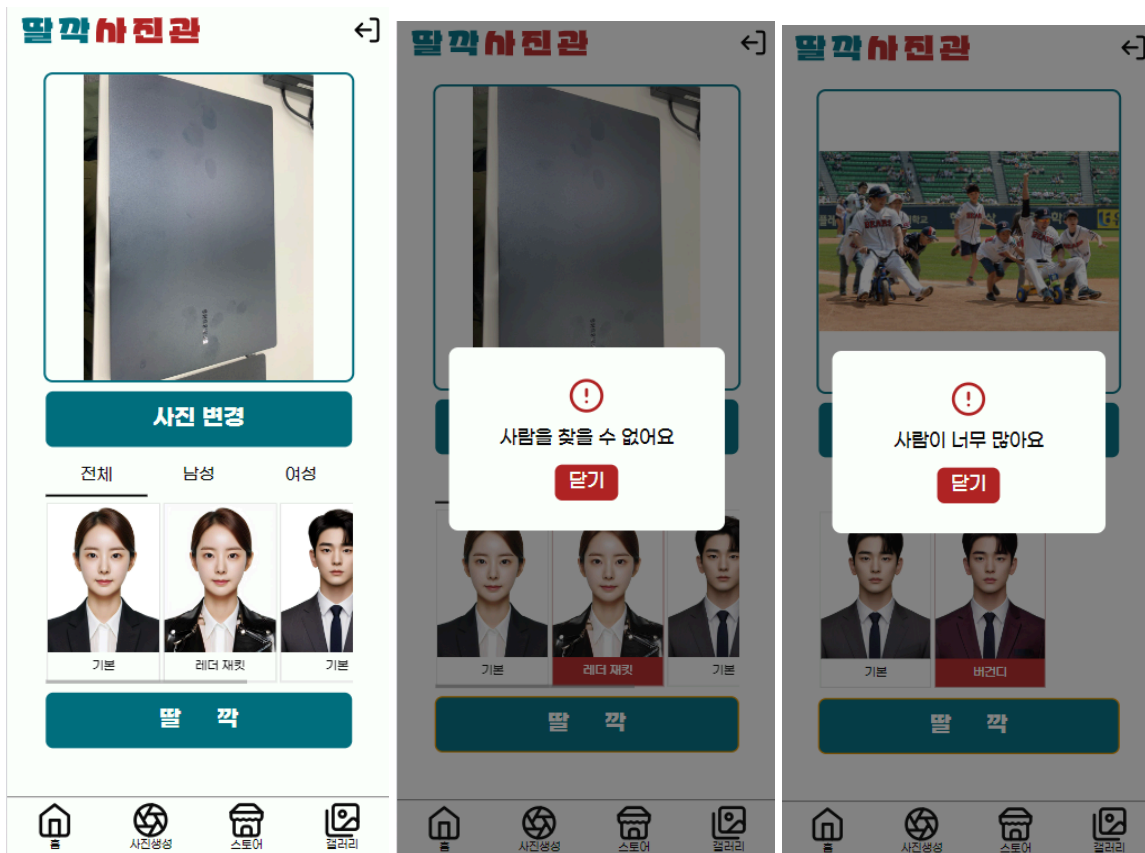 딸깍사진관
SAMSUNG
사진 변경
전체 남성 여성
기본 레더 재킷 기본
딸 깍
홈 사진생성 스토어 갤러리
딸깍사진관
사람을 찾을 수 없어요
닫기
기본 레더 재킷 기본
딸 깍
홈 사진생성 스토어 갤러리
딸깍사진관
BEARS
사람이 너무 많아요
닫기
기본 버건디
딸 깍
홈 사진생성 스토어 갤러리